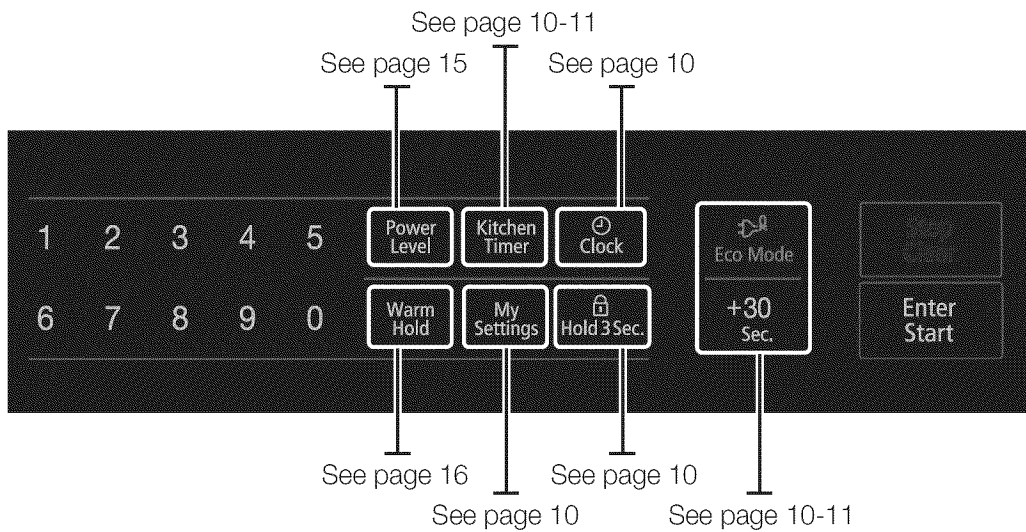 See page 10-11
See page 15
See page 10
1 2 3 4 5
Power
Level
Kitchen
Timer
Clock
Eco Mode
6 7 8 9 0
Warm
Hold
My
Settings
Hold 3 Sec.
+30
Sec.
Enter
Start
See page 16
See page 10
See page 10
See page 10-11